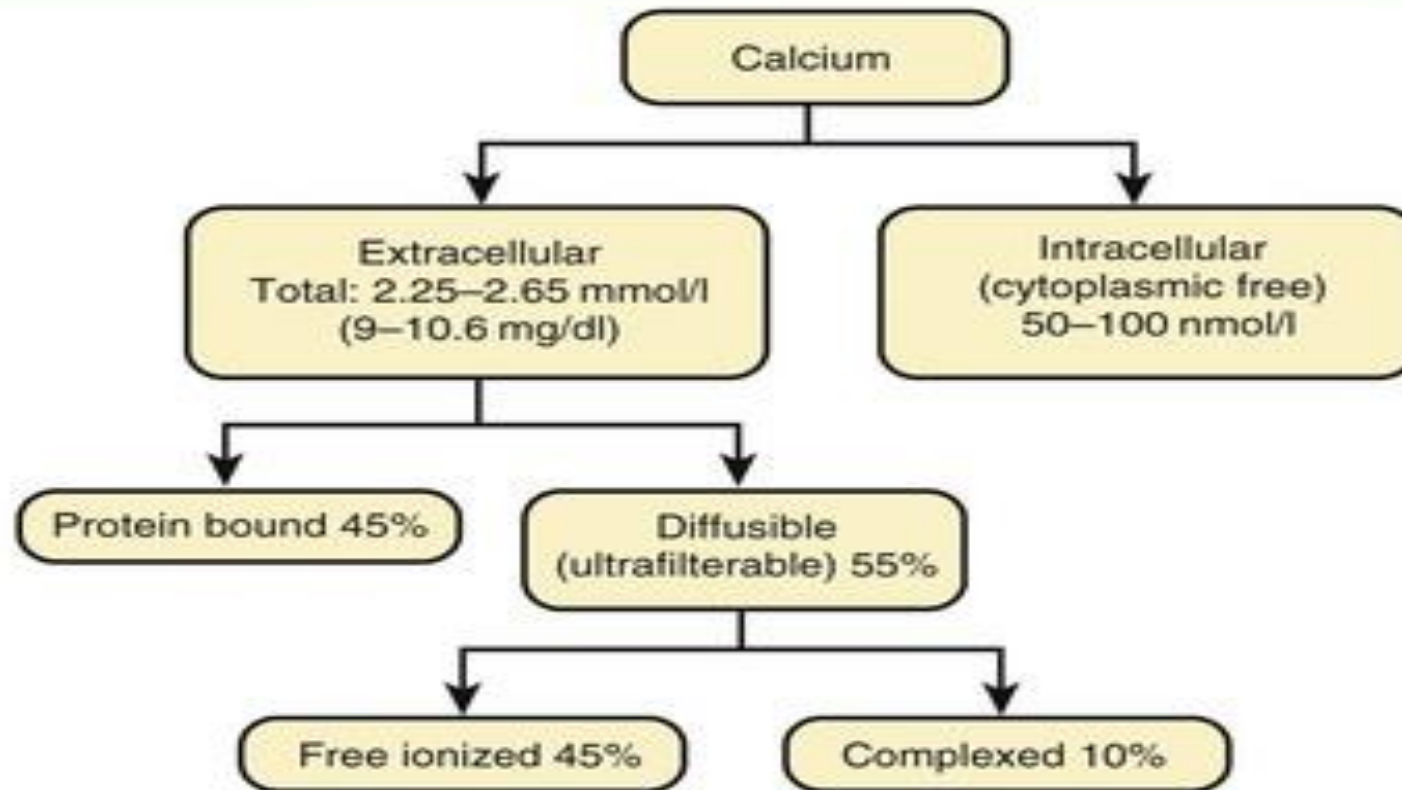 Calcium
Extracellular
Total: 2.25–2.65 mmol/l
(9–10.6 mg/dl)
Intracellular
(cytoplasmic free)
50–100 nmol/l
Protein bound 45%
Diffusible
(ultrafilterable) 55%
Free ionized 45%
Complexed 10%